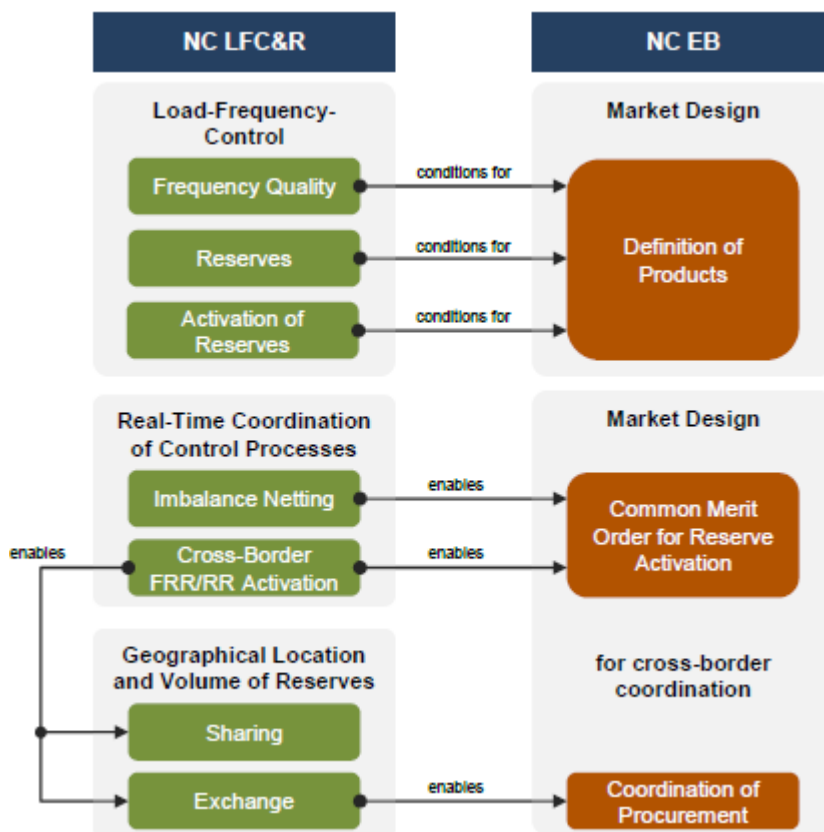 NC LFC&R
NC EB
Load-Frequency-
Control
Market Design
Frequency Quality
conditions for
Reserves
conditions for
Definition of
Products
Activation of
Reserves
conditions for
Real-Time Coordination
of Control Processes
Market Design
Imbalance Netting
enables
Common Merit
Order for Reserve
Activation
enables
Cross-Border
FRR/RR Activation
enables
Geographical Location
and Volume of Reserves
for cross-border
coordination
Sharing
Exchange
enables
Coordination of
Procurement